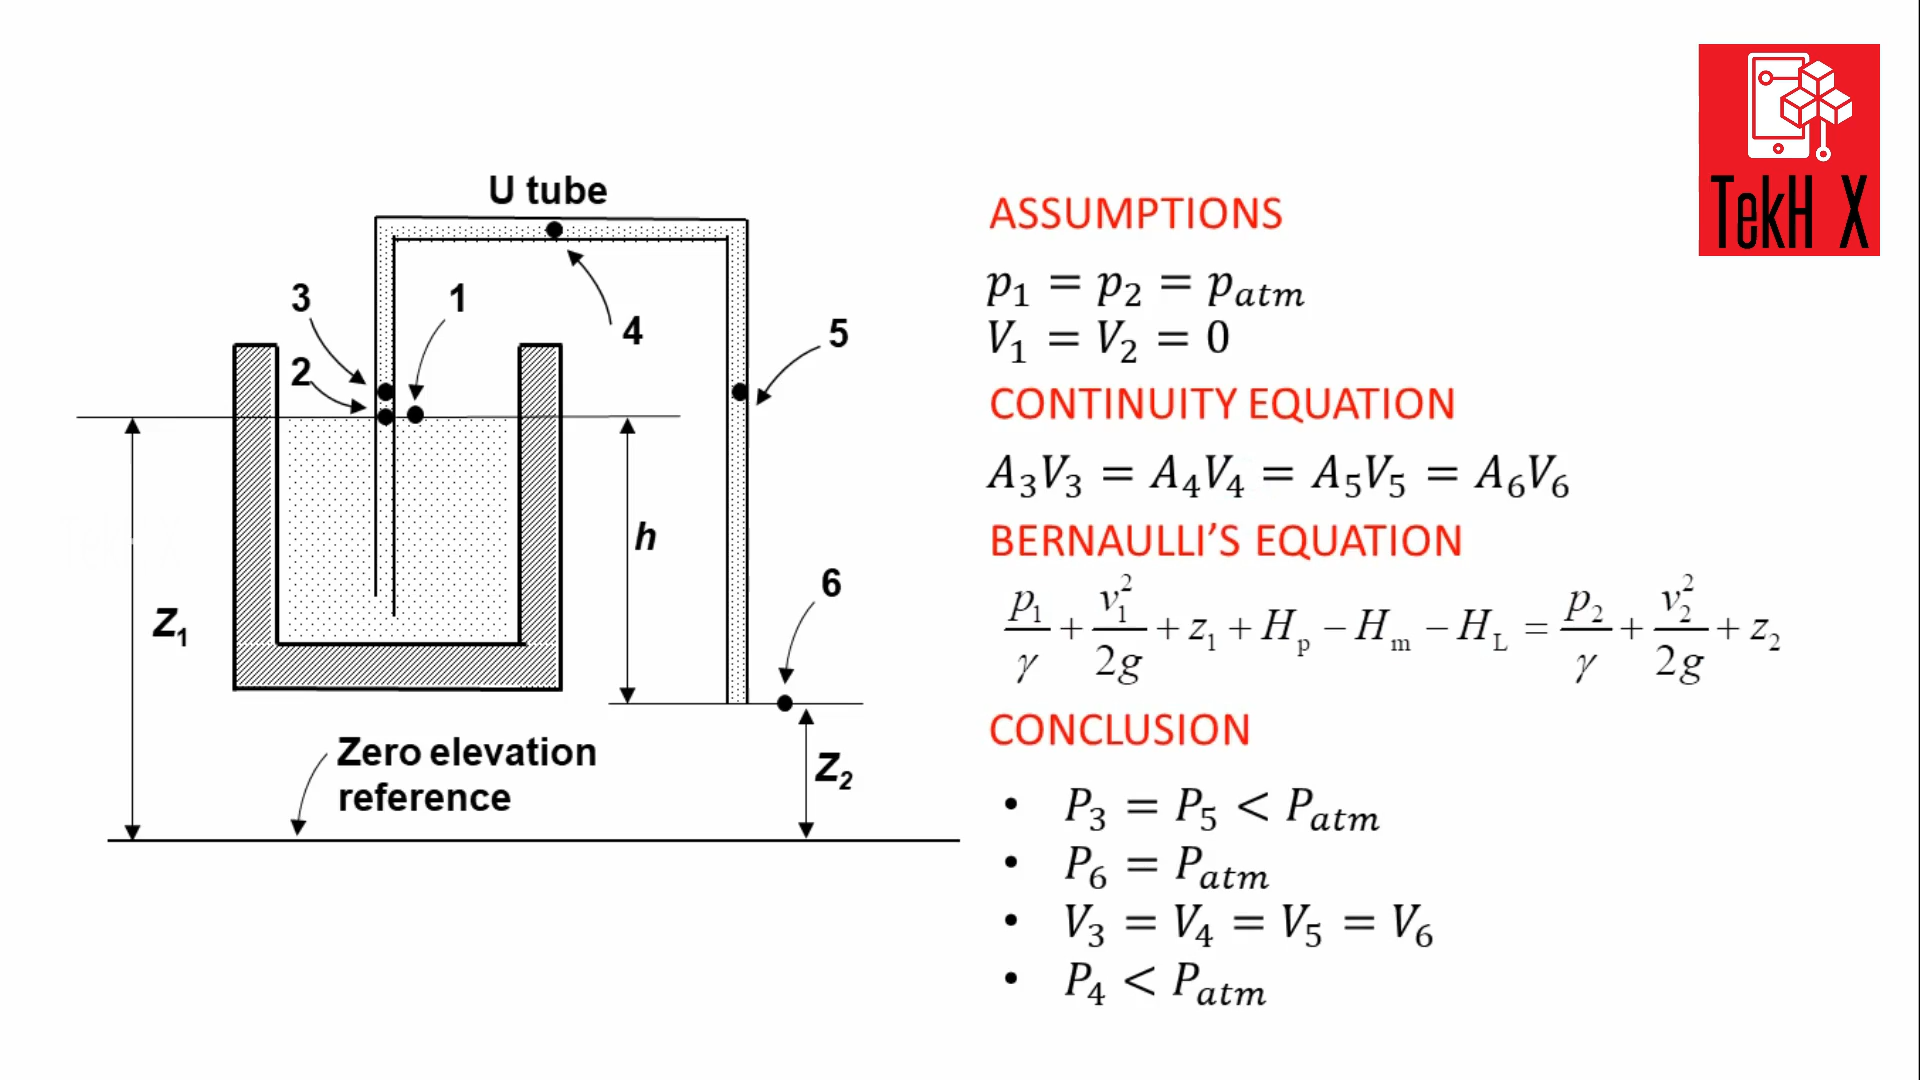 U tube
3
1
4
5
2
h
6
Z₁
Zero elevation
reference
Z₂
ASSUMPTIONS
p₁ = p₂ = pₐₜₘ
V₁ = V₂ = 0
CONTINUITY EQUATION
A₃V₃ = A₄V₄ = A₅V₅ = A₆V₆
BERNAULLI’S EQUATION
p₁/γ + v₁²/2g + z₁ + Hₚ − Hₘ − H_L = p₂/γ + v₂²/2g + z₂
CONCLUSION
• P₃ = P₅ < Pₐₜₘ
• P₆ = Pₐₜₘ
• V₃ = V₄ = V₅ = V₆
• P₄ < Pₐₜₘ
TekH X